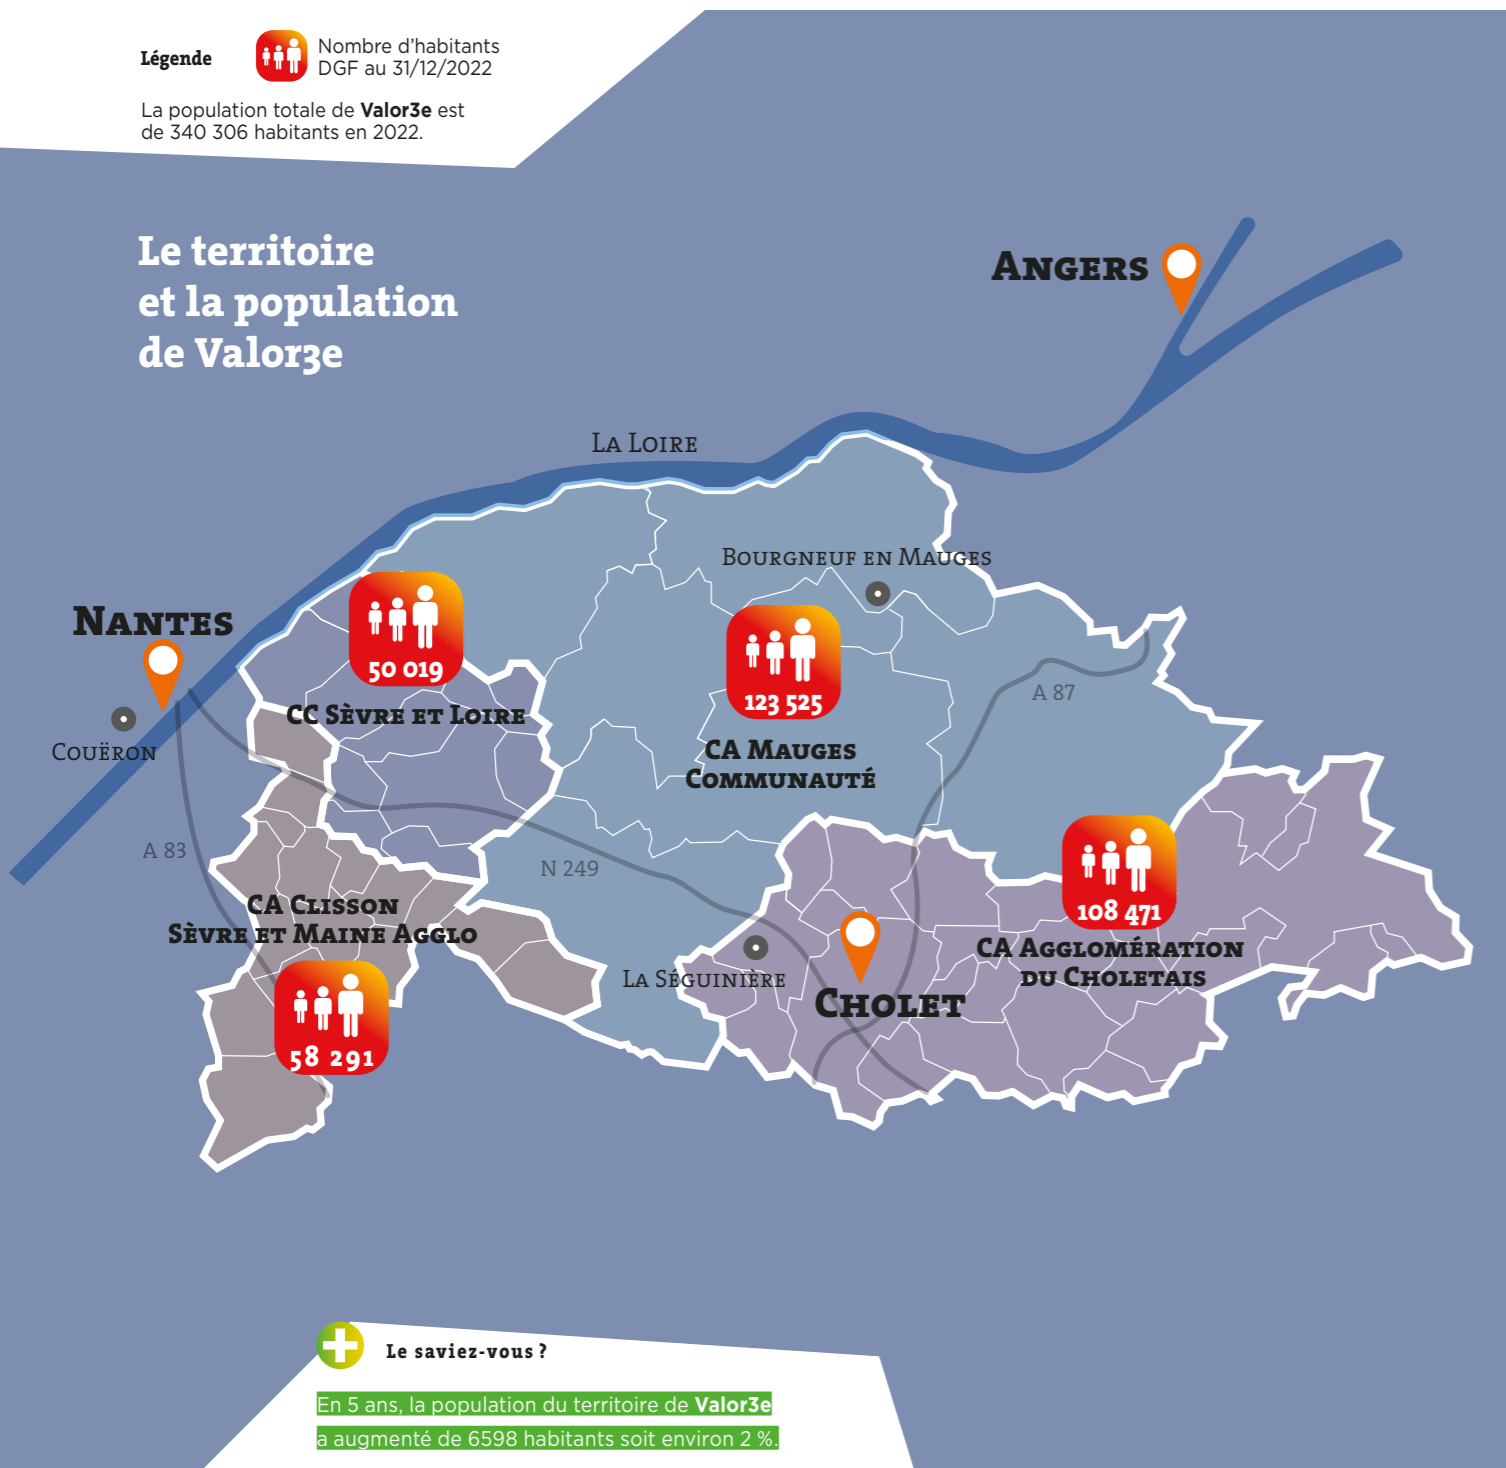 Légende
Nombre d'habitants
DGF au 31/12/2022
La population totale de Valor3e est
de 340 306 habitants en 2022.
Le territoire
et la population
de Valor3e
Angers
La Loire
Bourgneuf en Mauges
Nantes
50 019
123 525
A 87
CC Sèvre et Loire
Couëron
CA Mauges
Communauté
A 83
N 249
CA Clisson
Sèvre et Maine Agglo
108 471
CA Agglomération
du Choletais
La Séguinière
Cholet
58 291
Le saviez-vous ?
En 5 ans, la population du territoire de Valor3e
a augmenté de 6598 habitants soit environ 2 %.